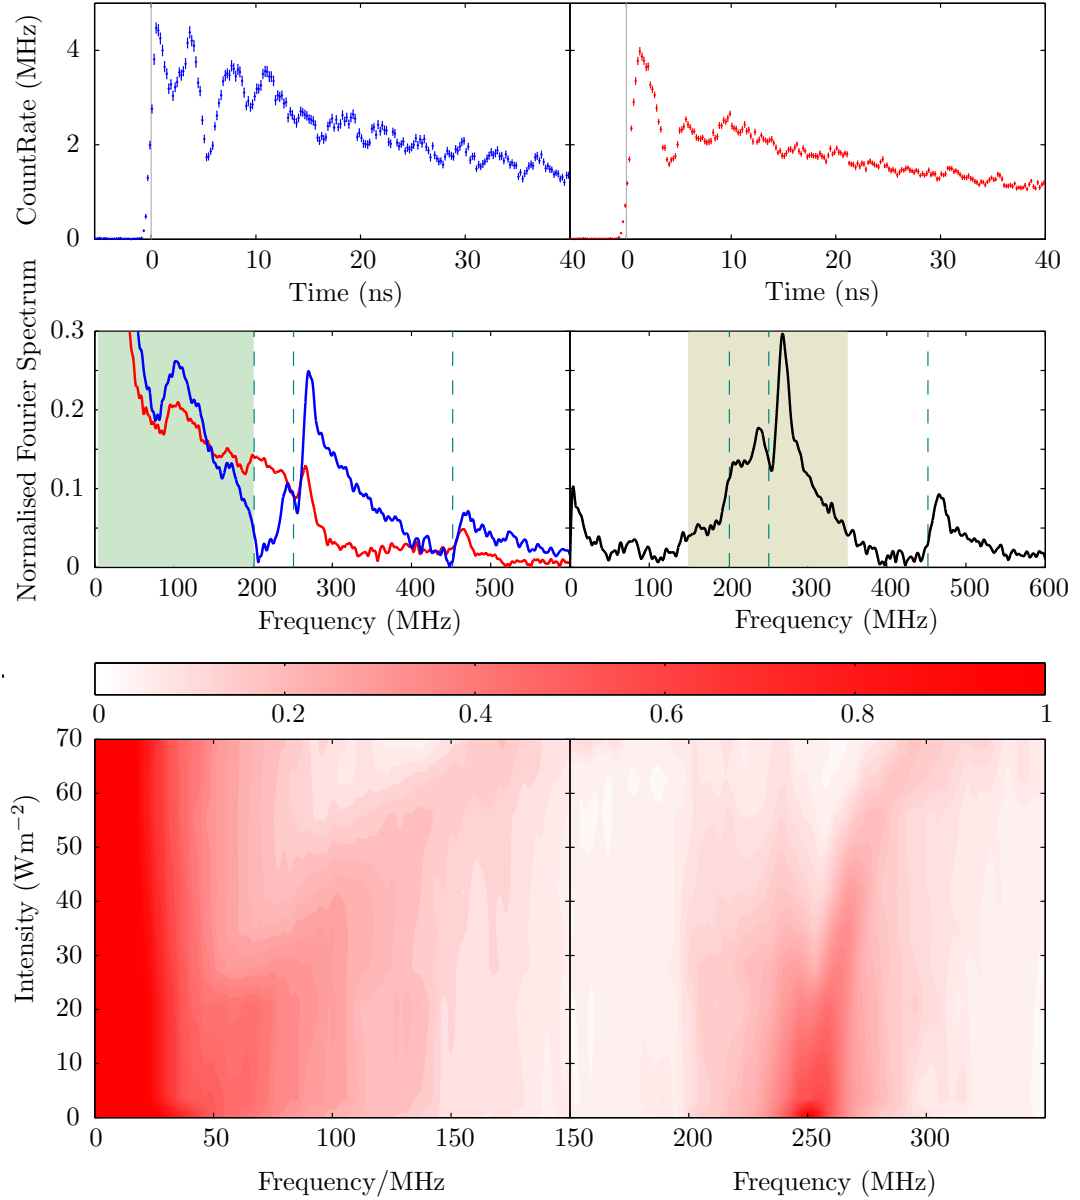 CountRate (MHz)
4
2
0
0 10 20 30 40
0 10 20 30 40
Time (ns)
Time (ns)
Normalised Fourier Spectrum
0.3
0.2
0.1
0
0 100 200 300 400 500
0 100 200 300 400 500 600
Frequency (MHz)
Frequency (MHz)
0 0.2 0.4 0.6 0.8 1
Intensity (Wm−2)
70
60
50
40
30
20
10
0
0 50 100 150 200 250 300
Frequency/MHz
Frequency (MHz)